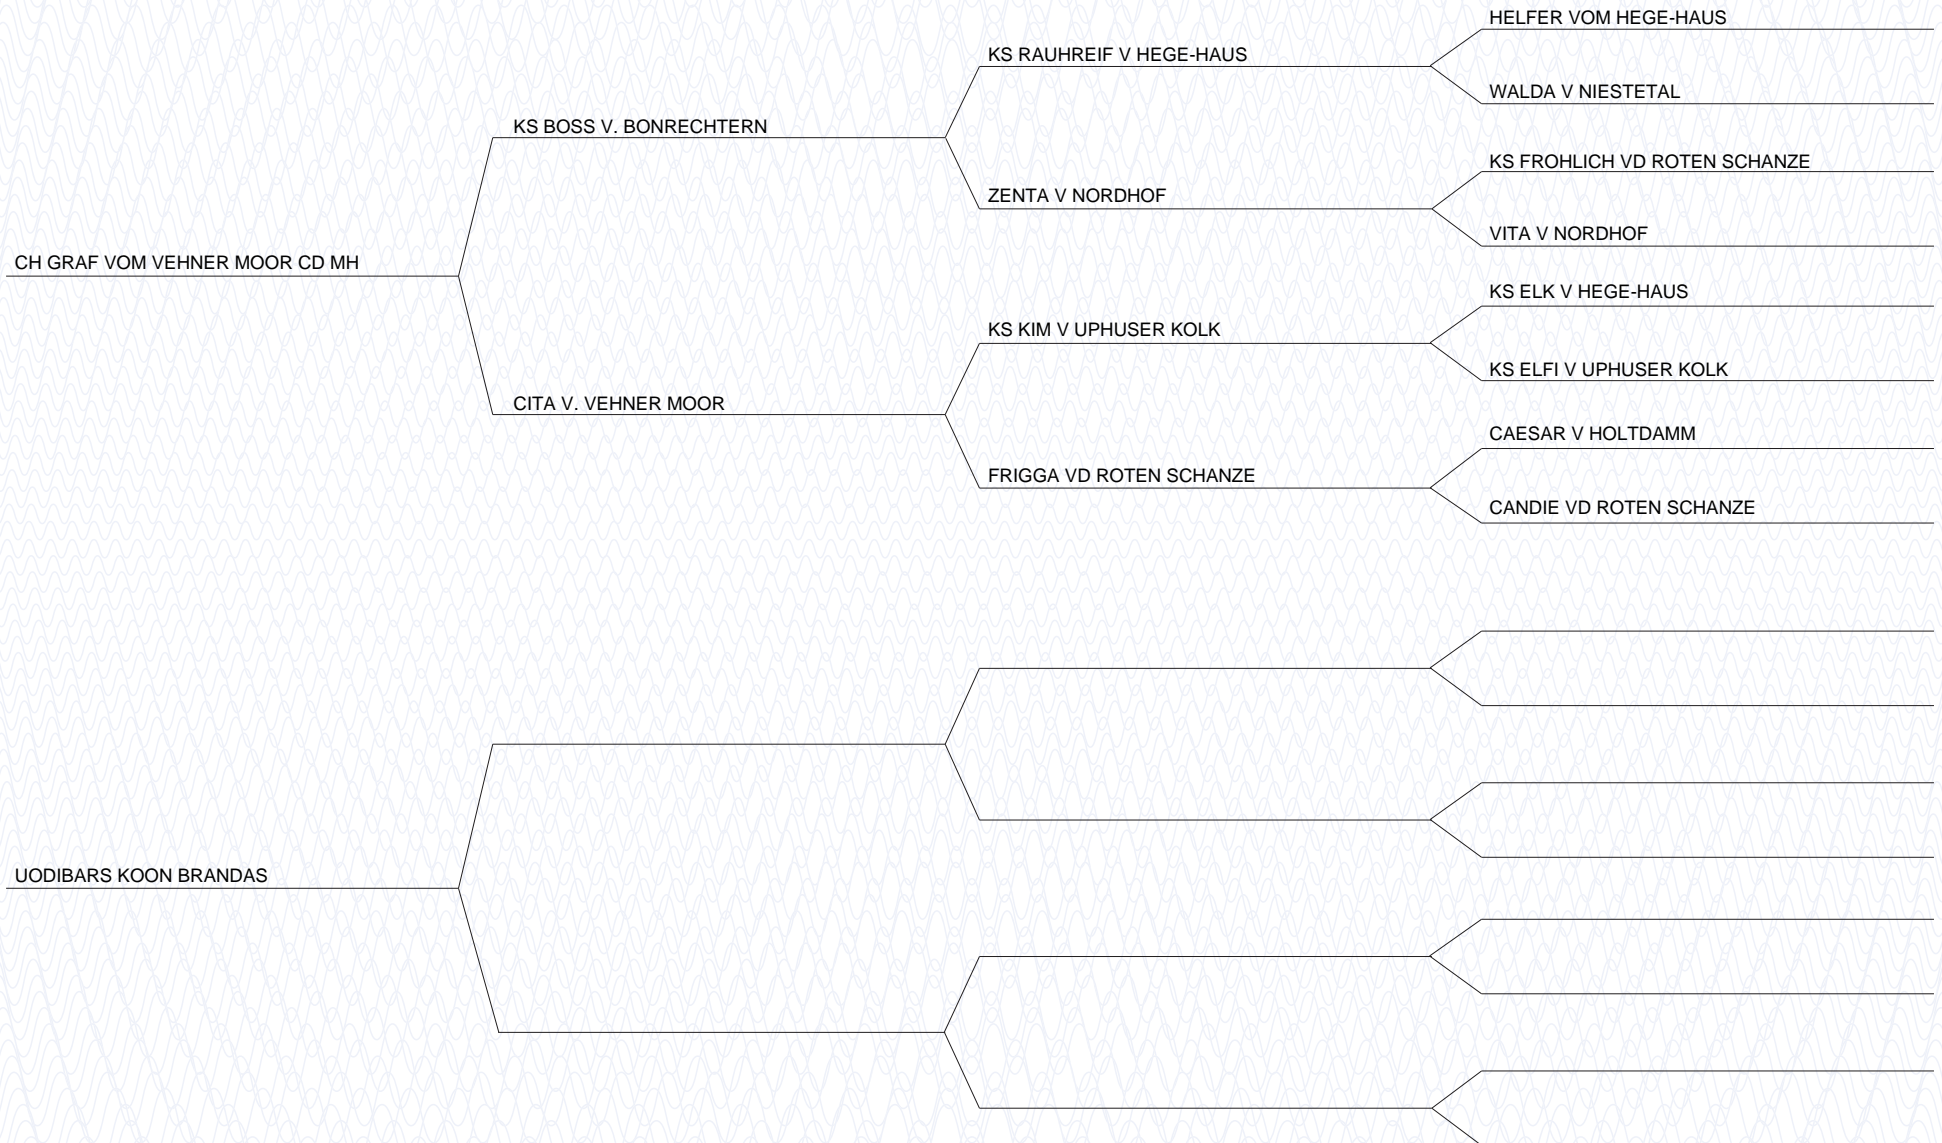 HELFER VOM HEGE-HAUS
KS RAUHREIF V HEGE-HAUS
WALDA V NIESTETAL
KS BOSS V. BONRECHTERN
KS FROHLICH VD ROTEN SCHANZE
ZENTA V NORDHOF
VITA V NORDHOF
CH GRAF VOM VEHNER MOOR CD MH
KS ELK V HEGE-HAUS
KS KIM V UPHUSER KOLK
KS ELFI V UPHUSER KOLK
CITA V. VEHNER MOOR
CAESAR V HOLTDAMM
FRIGGA VD ROTEN SCHANZE
CANDIE VD ROTEN SCHANZE
UODIBARS KOON BRANDAS